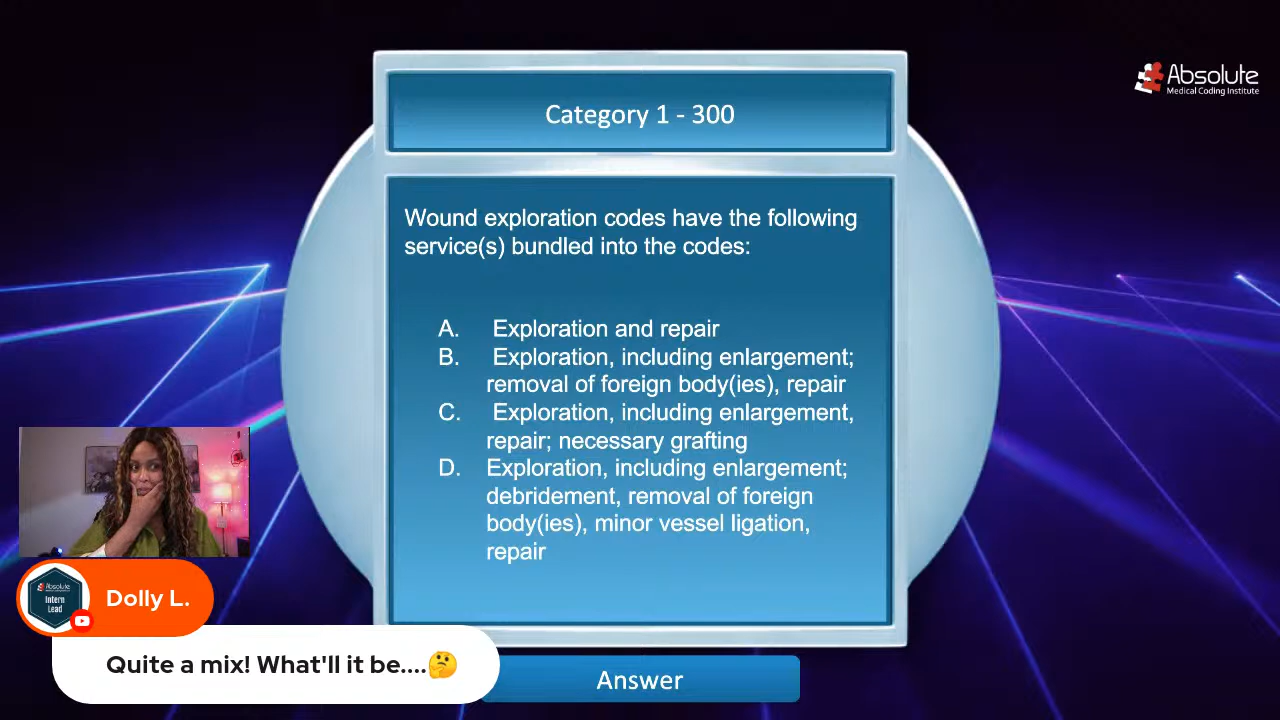 Absolute
Medical Coding Institute
Category 1 - 300
Wound exploration codes have the following
service(s) bundled into the codes:
A. Exploration and repair
B. Exploration, including enlargement;
removal of foreign body(ies), repair
C. Exploration, including enlargement,
repair; necessary grafting
D. Exploration, including enlargement;
debridement, removal of foreign
body(ies), minor vessel ligation,
repair
Absolute
Intern
Lead
Dolly L.
Quite a mix! What'll it be....🤔
Answer